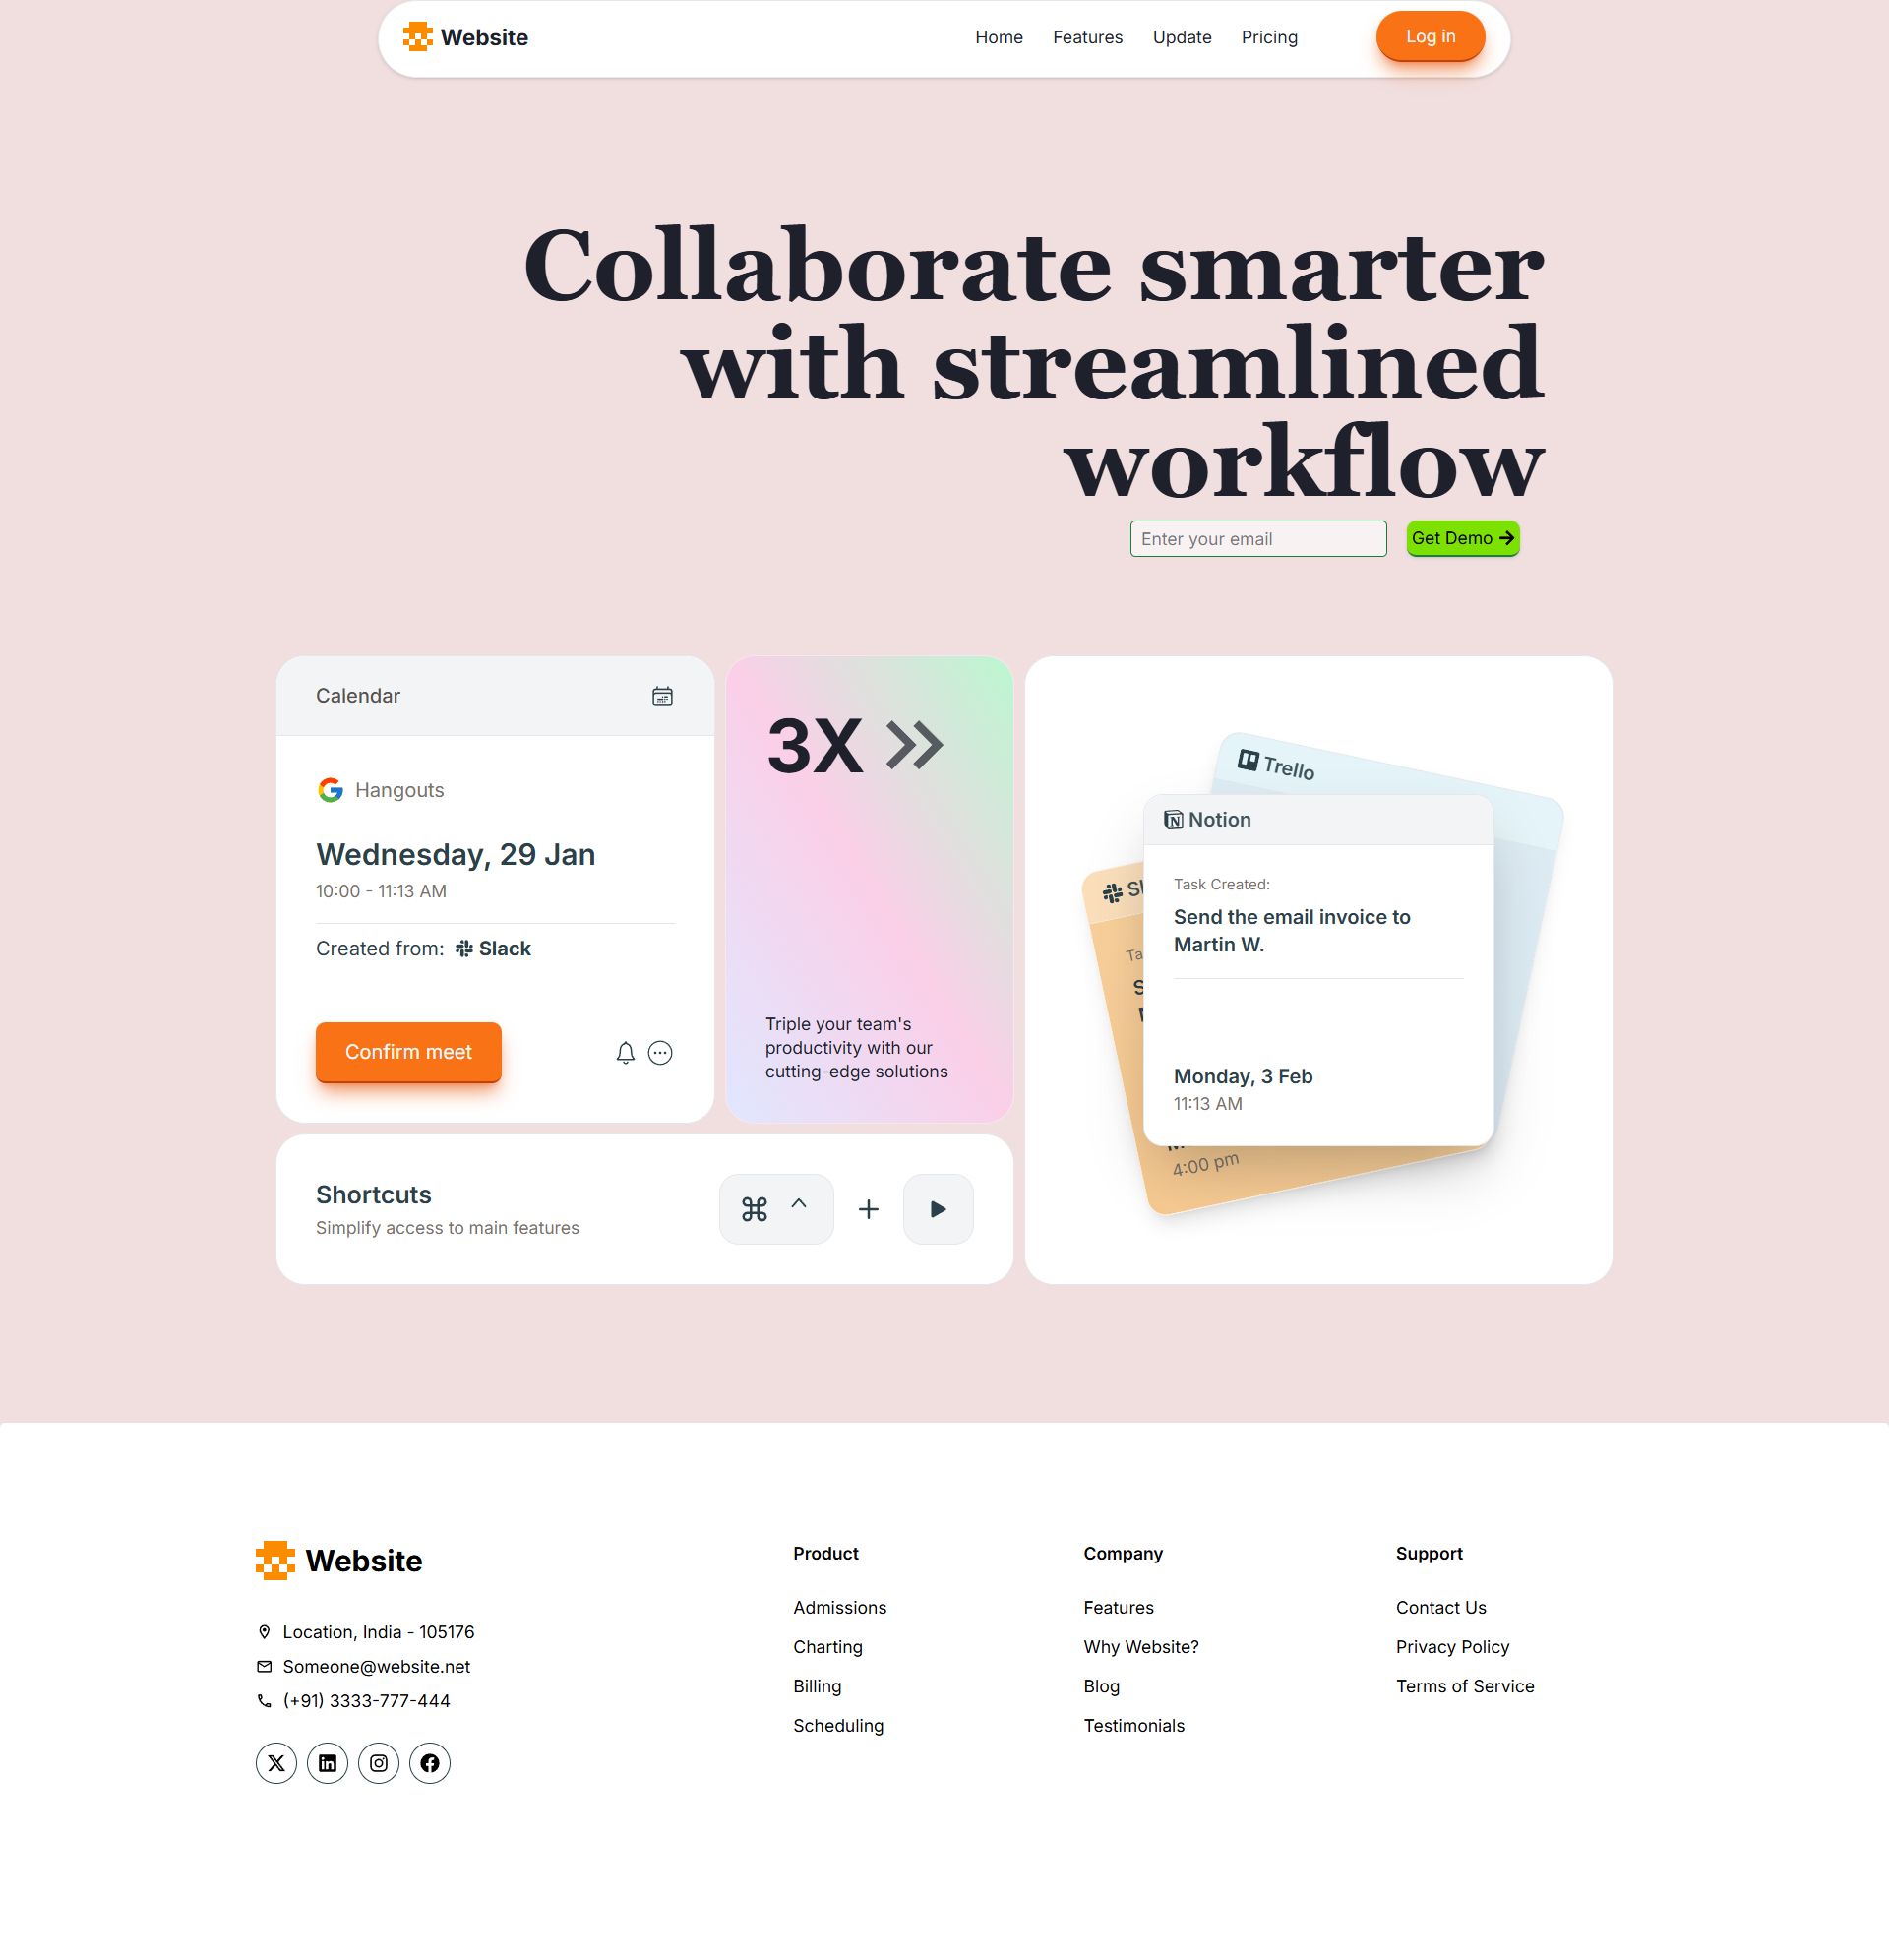 Website
Home Features Update Pricing
Log in
Collaborate smarter
with streamlined
workflow
Enter your email
Get Demo
Calendar
Hangouts
Wednesday, 29 Jan
10:00 - 11:13 AM
Created from: Slack
Confirm meet
3X
Triple your team's
productivity with our
cutting-edge solutions
Shortcuts
Simplify access to main features
Trello
Notion
Task Created:
Send the email invoice to
Martin W.
Monday, 3 Feb
11:13 AM
4:00 pm
Website
Location, India - 105176
Someone@website.net
(+91) 3333-777-444
Product
Admissions
Charting
Billing
Scheduling
Company
Features
Why Website?
Blog
Testimonials
Support
Contact Us
Privacy Policy
Terms of Service